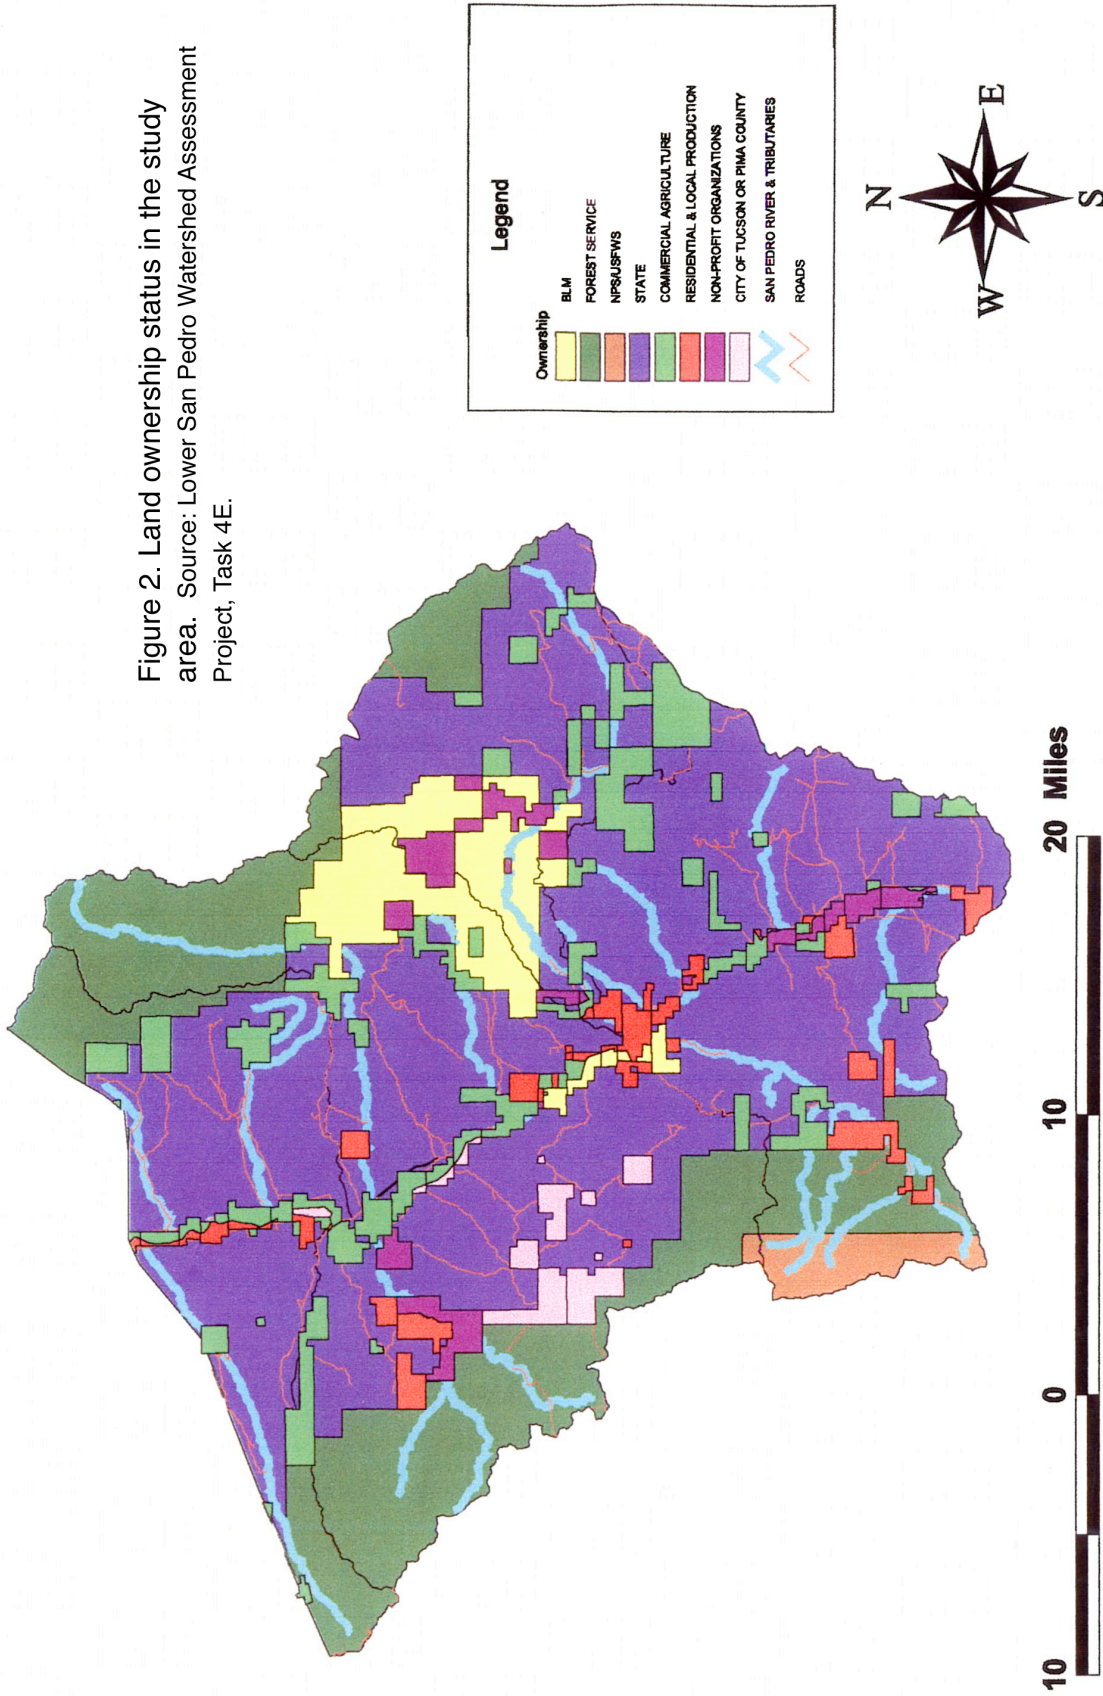 Figure 2. Land ownership status in the study
area. Source: Lower San Pedro Watershed Assessment
Project, Task 4E.
Legend
Ownership
BLM
FOREST SERVICE
NPS/USFWS
STATE
COMMERCIAL AGRICULTURE
RESIDENTIAL & LOCAL PRODUCTION
NON-PROFIT ORGANIZATIONS
CITY OF TUCSON OR PIMA COUNTY
SAN PEDRO RIVER & TRIBUTARIES
ROADS
N
W E
S
10 0 10 20 Miles